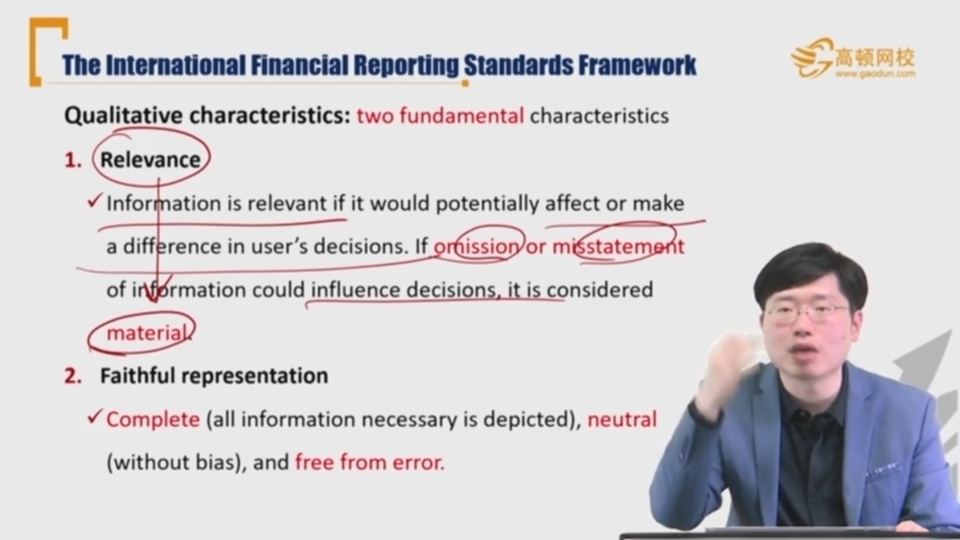 The International Financial Reporting Standards Framework
高顿网校
www.gaodun.com
Qualitative characteristics: two fundamental characteristics
1. Relevance
✓Information is relevant if it would potentially affect or make
a difference in user's decisions. If omission or misstatement
of information could influence decisions, it is considered
material.
2. Faithful representation
✓Complete (all information necessary is depicted), neutral
(without bias), and free from error.